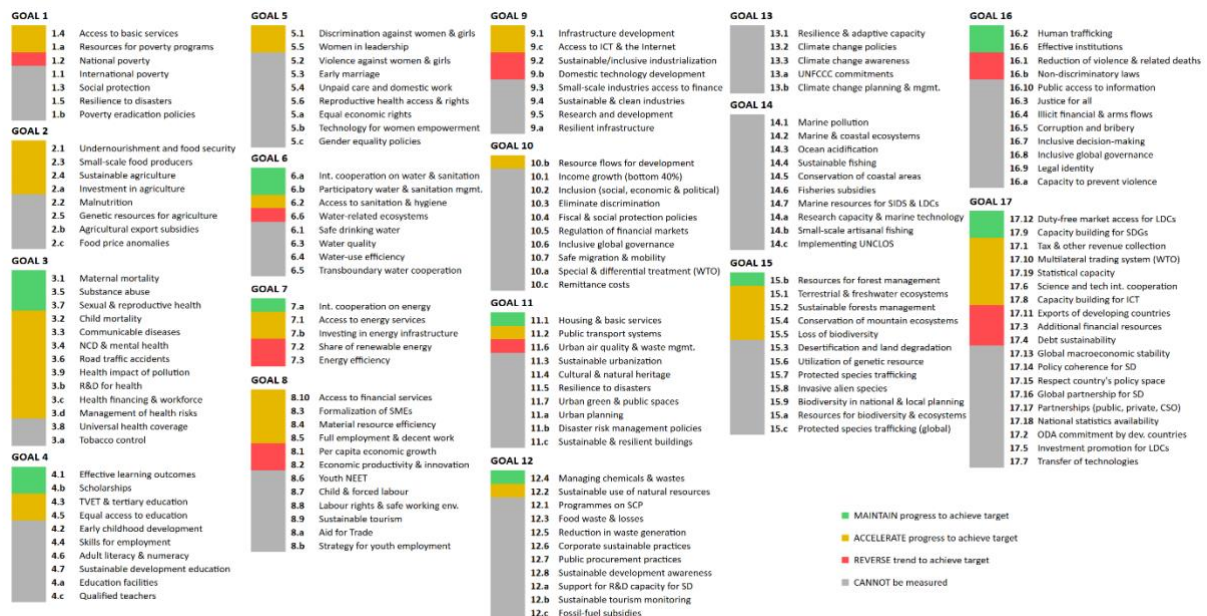 GOAL 1
1.4 Access to basic services
1.a Resources for poverty programs
1.2 National poverty
1.1 International poverty
1.3 Social protection
1.5 Resilience to disasters
1.b Poverty eradication policies
GOAL 2
2.1 Undernourishment and food security
2.3 Small-scale food producers
2.4 Sustainable agriculture
2.a Investment in agriculture
2.2 Malnutrition
2.5 Genetic resources for agriculture
2.b Agricultural export subsidies
2.c Food price anomalies
GOAL 3
3.1 Maternal mortality
3.5 Substance abuse
3.7 Sexual & reproductive health
3.2 Child mortality
3.3 Communicable diseases
3.4 NCD & mental health
3.6 Road traffic accidents
3.9 Health impact of pollution
3.b R&D for health
3.c Health financing & workforce
3.d Management of health risks
3.8 Universal health coverage
3.a Tobacco control
GOAL 4
4.1 Effective learning outcomes
4.b Scholarships
4.3 TVET & tertiary education
4.5 Equal access to education
4.2 Early childhood development
4.4 Skills for employment
4.6 Adult literacy & numeracy
4.7 Sustainable development education
4.a Education facilities
4.c Qualified teachers
GOAL 5
5.1 Discrimination against women & girls
5.5 Women in leadership
5.2 Violence against women & girls
5.3 Early marriage
5.4 Unpaid care and domestic work
5.6 Reproductive health access & rights
5.a Equal economic rights
5.b Technology for women empowerment
5.c Gender equality policies
GOAL 6
6.a Int. cooperation on water & sanitation
6.b Participatory water & sanitation mgmt.
6.2 Access to sanitation & hygiene
6.6 Water-related ecosystems
6.1 Safe drinking water
6.3 Water quality
6.4 Water-use efficiency
6.5 Transboundary water cooperation
GOAL 7
7.a Int. cooperation on energy
7.1 Access to energy services
7.b Investing in energy infrastructure
7.2 Share of renewable energy
7.3 Energy efficiency
GOAL 8
8.10 Access to financial services
8.3 Formalization of SMEs
8.4 Material resource efficiency
8.5 Full employment & decent work
8.1 Per capita economic growth
8.2 Economic productivity & innovation
8.6 Youth NEET
8.7 Child & forced labour
8.8 Labour rights & safe working env.
8.9 Sustainable tourism
8.a Aid for Trade
8.b Strategy for youth employment
GOAL 9
9.1 Infrastructure development
9.c Access to ICT & the Internet
9.2 Sustainable/inclusive industrialization
9.b Domestic technology development
9.3 Small-scale industries access to finance
9.4 Sustainable & clean industries
9.5 Research and development
9.a Resilient infrastructure
GOAL 10
10.b Resource flows for development
10.1 Income growth (bottom 40%)
10.2 Inclusion (social, economic & political)
10.3 Eliminate discrimination
10.4 Fiscal & social protection policies
10.5 Regulation of financial markets
10.6 Inclusive global governance
10.7 Safe migration & mobility
10.a Special & differential treatment (WTO)
10.c Remittance costs
GOAL 11
11.1 Housing & basic services
11.2 Public transport systems
11.6 Urban air quality & waste mgmt.
11.3 Sustainable urbanization
11.4 Cultural & natural heritage
11.5 Resilience to disasters
11.7 Urban green & public spaces
11.a Urban planning
11.b Disaster risk management policies
11.c Sustainable & resilient buildings
GOAL 12
12.4 Managing chemicals & wastes
12.2 Sustainable use of natural resources
12.1 Programmes on SCP
12.3 Food waste & losses
12.5 Reduction in waste generation
12.6 Corporate sustainable practices
12.7 Public procurement practices
12.8 Sustainable development awareness
12.a Support for R&D capacity for SD
12.b Sustainable tourism monitoring
12.c Fossil-fuel subsidies
GOAL 13
13.1 Resilience & adaptive capacity
13.2 Climate change policies
13.3 Climate change awareness
13.a UNFCCC commitments
13.b Climate change planning & mgmt.
GOAL 14
14.1 Marine pollution
14.2 Marine & coastal ecosystems
14.3 Ocean acidification
14.4 Sustainable fishing
14.5 Conservation of coastal areas
14.6 Fisheries subsidies
14.7 Marine resources for SIDS & LDCs
14.a Research capacity & marine technology
14.b Small-scale artisanal fishing
14.c Implementing UNCLOS
GOAL 15
15.b Resources for forest management
15.1 Terrestrial & freshwater ecosystems
15.2 Sustainable forests management
15.4 Conservation of mountain ecosystems
15.5 Loss of biodiversity
15.3 Desertification and land degradation
15.6 Utilization of genetic resource
15.7 Protected species trafficking
15.8 Invasive alien species
15.9 Biodiversity in national & local planning
15.a Resources for biodiversity & ecosystems
15.c Protected species trafficking (global)
GOAL 16
16.2 Human trafficking
16.6 Effective institutions
16.1 Reduction of violence & related deaths
16.b Non-discriminatory laws
16.10 Public access to information
16.3 Justice for all
16.4 Illicit financial & arms flows
16.5 Corruption and bribery
16.7 Inclusive decision-making
16.8 Inclusive global governance
16.9 Legal identity
16.a Capacity to prevent violence
GOAL 17
17.12 Duty-free market access for LDCs
17.9 Capacity building for SDGs
17.1 Tax & other revenue collection
17.10 Multilateral trading system (WTO)
17.19 Statistical capacity
17.6 Science and tech int. cooperation
17.8 Capacity building for ICT
17.11 Exports of developing countries
17.3 Additional financial resources
17.4 Debt sustainability
17.13 Global macroeconomic stability
17.14 Policy coherence for SD
17.15 Respect country's policy space
17.16 Global partnership for SD
17.17 Partnerships (public, private, CSO)
17.18 National statistics availability
17.2 ODA commitment by dev. countries
17.5 Investment promotion for LDCs
17.7 Transfer of technologies
MAINTAIN progress to achieve target
ACCELERATE progress to achieve target
REVERSE trend to achieve target
CANNOT be measured